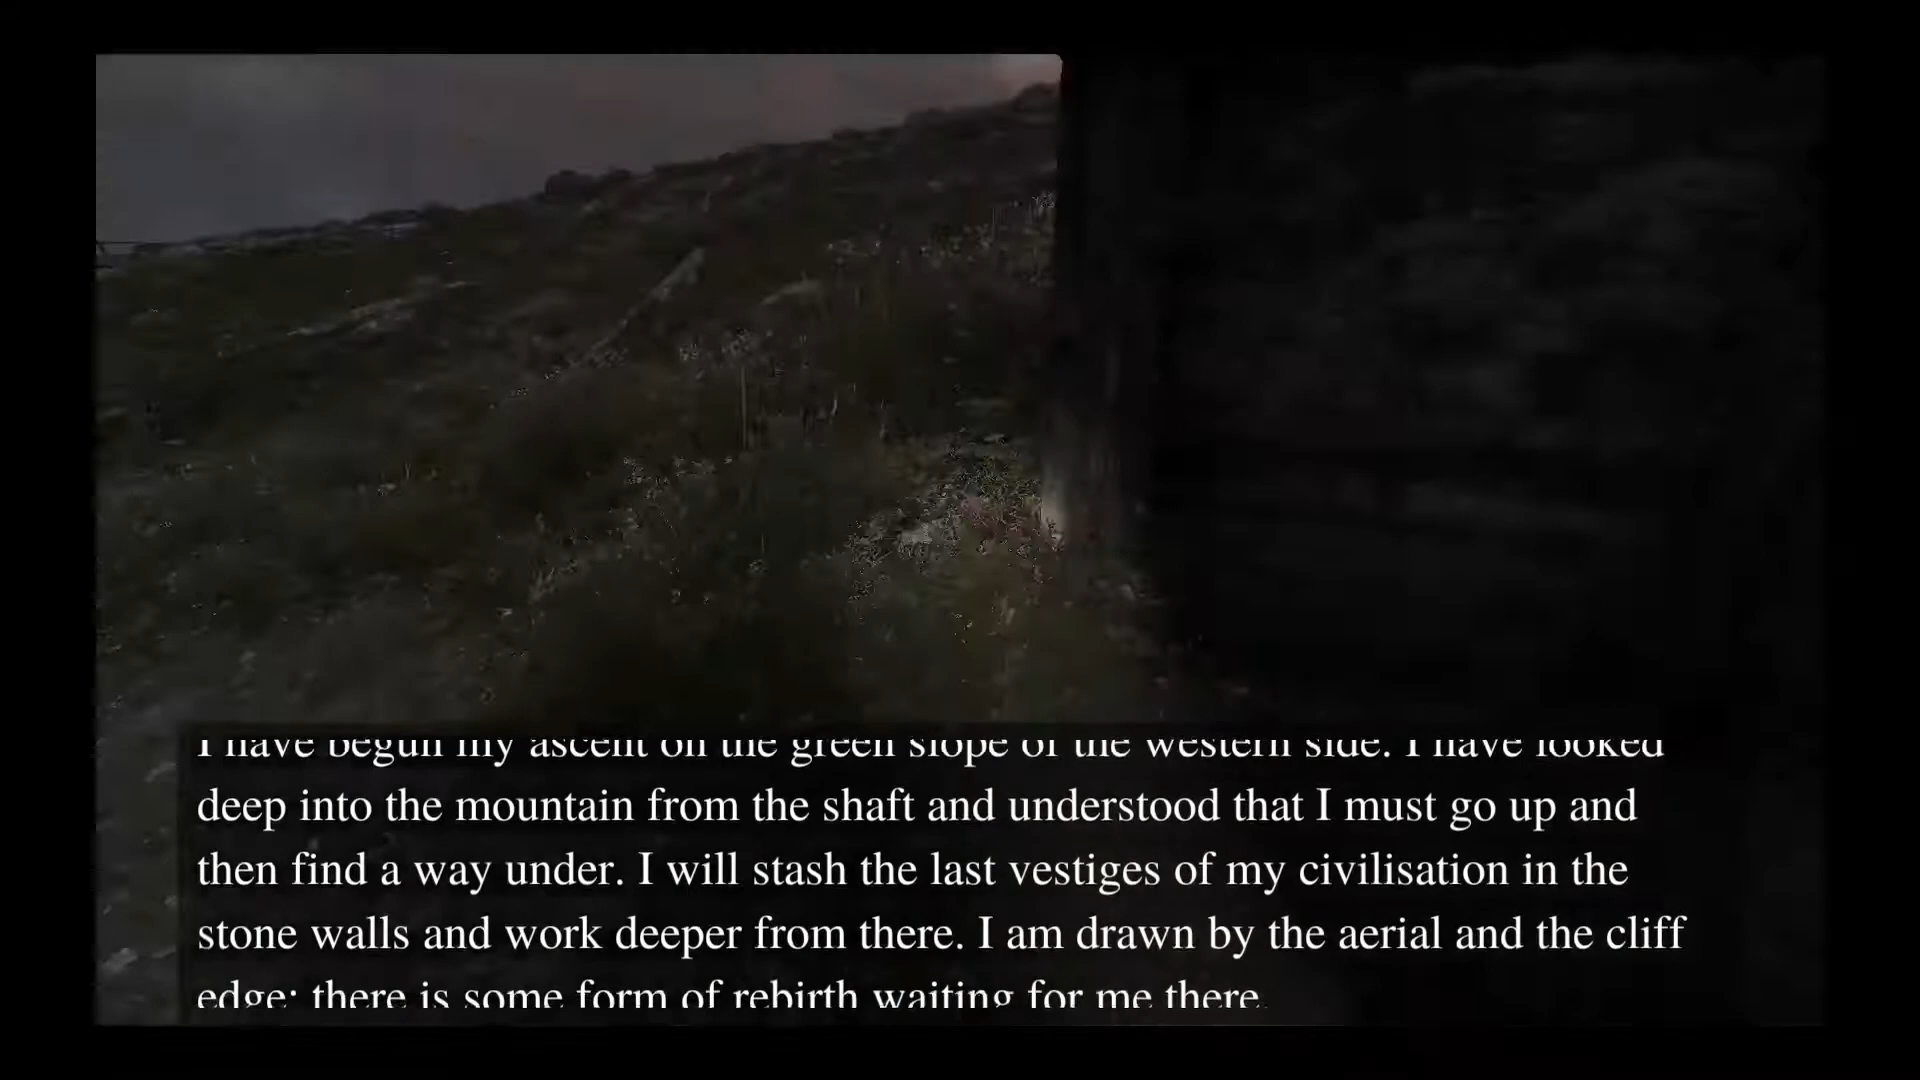 I have begun my ascent on the green slope of the western side. I have looked
deep into the mountain from the shaft and understood that I must go up and
then find a way under. I will stash the last vestiges of my civilisation in the
stone walls and work deeper from there. I am drawn by the aerial and the cliff
edge: there is some form of rebirth waiting for me there.